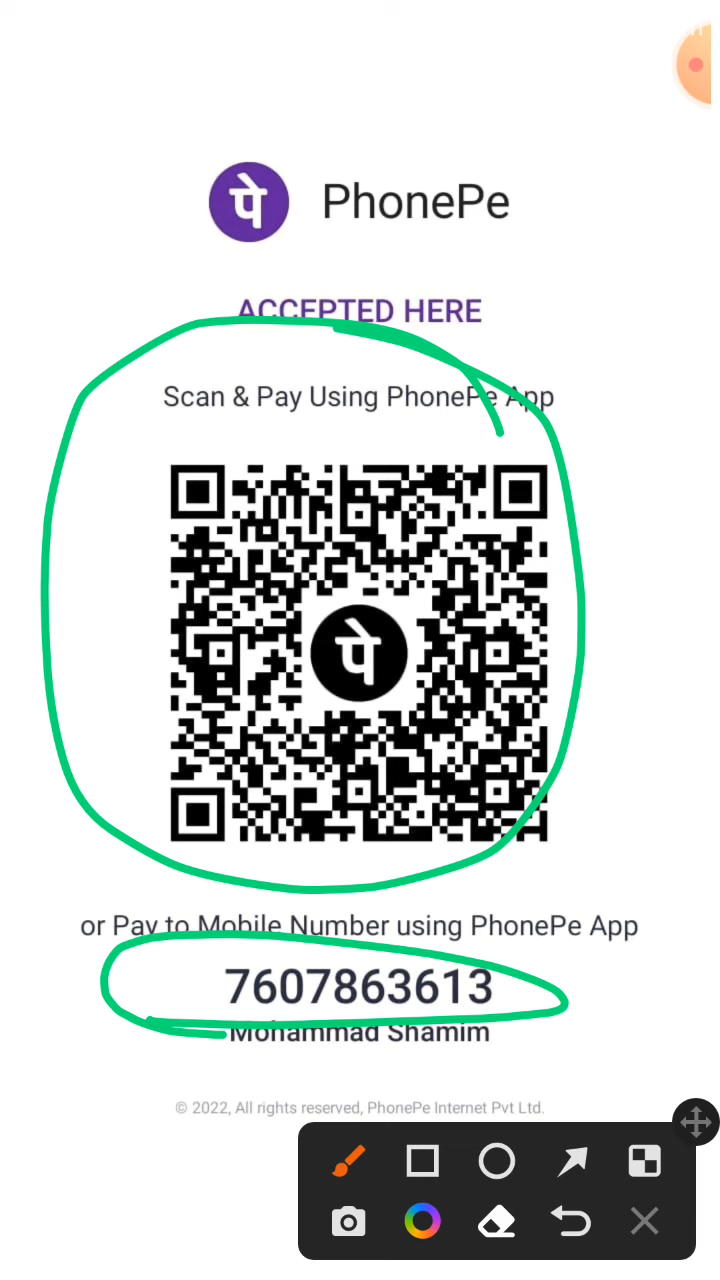 पे PhonePe
ACCEPTED HERE
Scan & Pay Using PhonePe App
पे
or Pay to Mobile Number using PhonePe App
7607863613
Mohammad Shamim
© 2022, All rights reserved, PhonePe Internet Pvt Ltd.